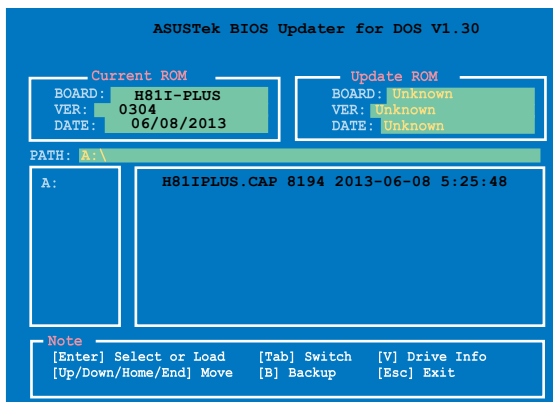 ASUSTek BIOS Updater for DOS V1.30
Current ROM
BOARD: H81I-PLUS
VER: 0304
DATE: 06/08/2013
Update ROM
BOARD: Unknown
VER: Unknown
DATE: Unknown
PATH: A:\
A:
H81IPLUS.CAP 8194 2013-06-08 5:25:48
Note
[Enter] Select or Load [Tab] Switch [V] Drive Info
[Up/Down/Home/End] Move [B] Backup [Esc] Exit